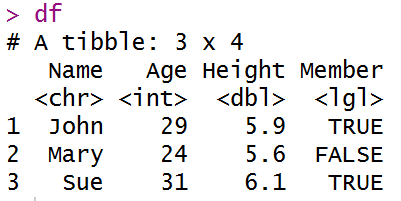 > df
# A tibble: 3 x 4
   Name    Age Height Member
  <chr> <int>  <dbl>  <lgl>
1  John     29    5.9   TRUE
2  Mary     24    5.6  FALSE
3   Sue     31    6.1   TRUE